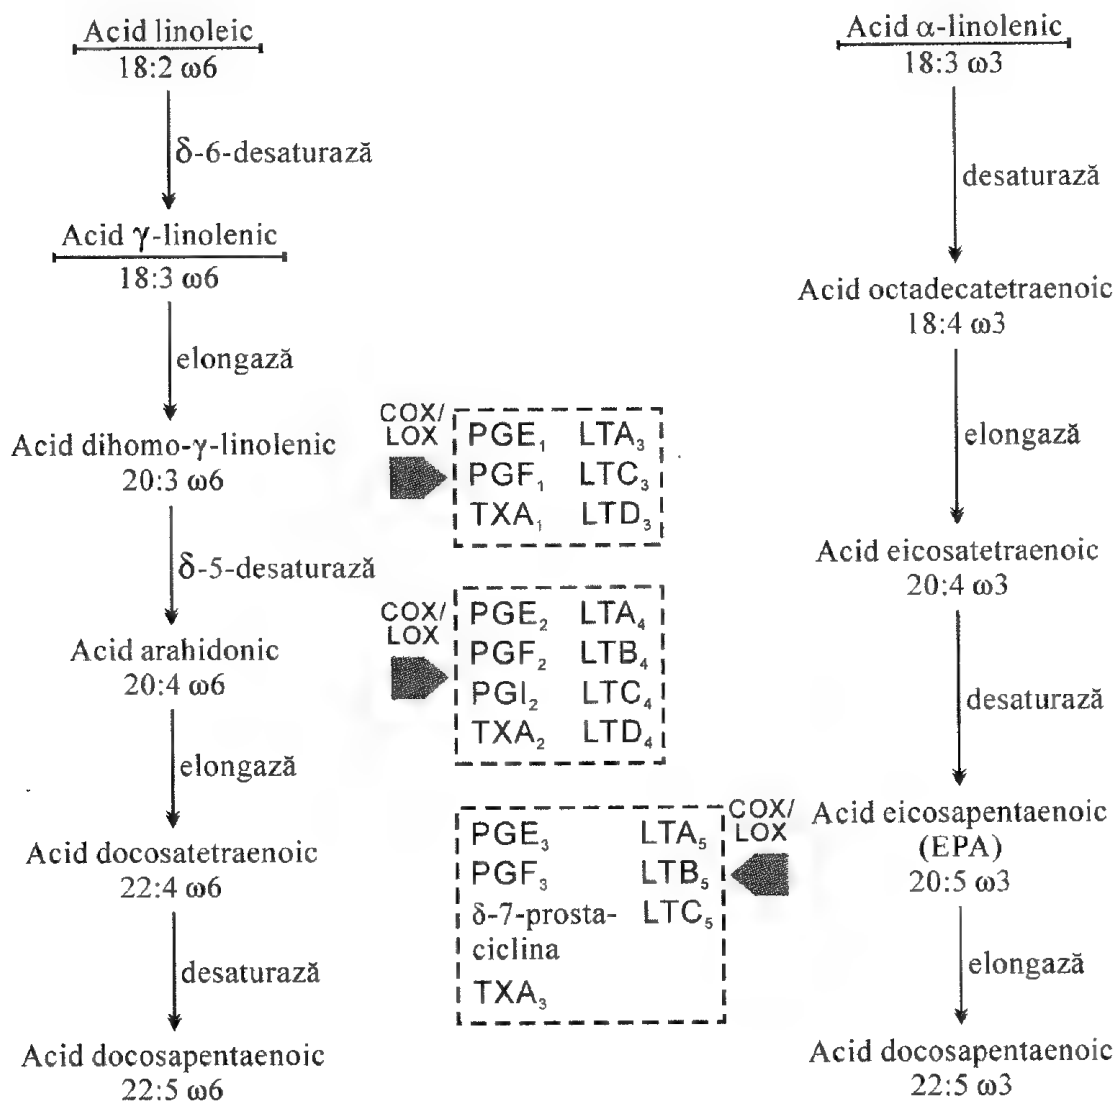 Acid linoleic
18:2 ω6
δ-6-desaturază
Acid γ-linolenic
18:3 ω6
elongază
Acid dihomo-γ-linolenic
20:3 ω6
δ-5-desaturază
Acid arahidonic
20:4 ω6
elongază
Acid docosatetraenoic
22:4 ω6
desaturază
Acid docosapentaenoic
22:5 ω6
COX/
LOX
PGE₁ LTA₃
PGF₁ LTC₃
TXA₁ LTD₃
COX/
LOX
PGE₂ LTA₄
PGF₂ LTB₄
PGI₂ LTC₄
TXA₂ LTD₄
PGE₃ LTA₅
PGF₃ LTB₅
δ-7-prosta- LTC₅
ciclina
TXA₃
COX/
LOX
Acid α-linolenic
18:3 ω3
desaturază
Acid octadecatetraenoic
18:4 ω3
elongază
Acid eicosatetraenoic
20:4 ω3
desaturază
Acid eicosapentaenoic
(EPA)
20:5 ω3
elongază
Acid docosapentaenoic
22:5 ω3